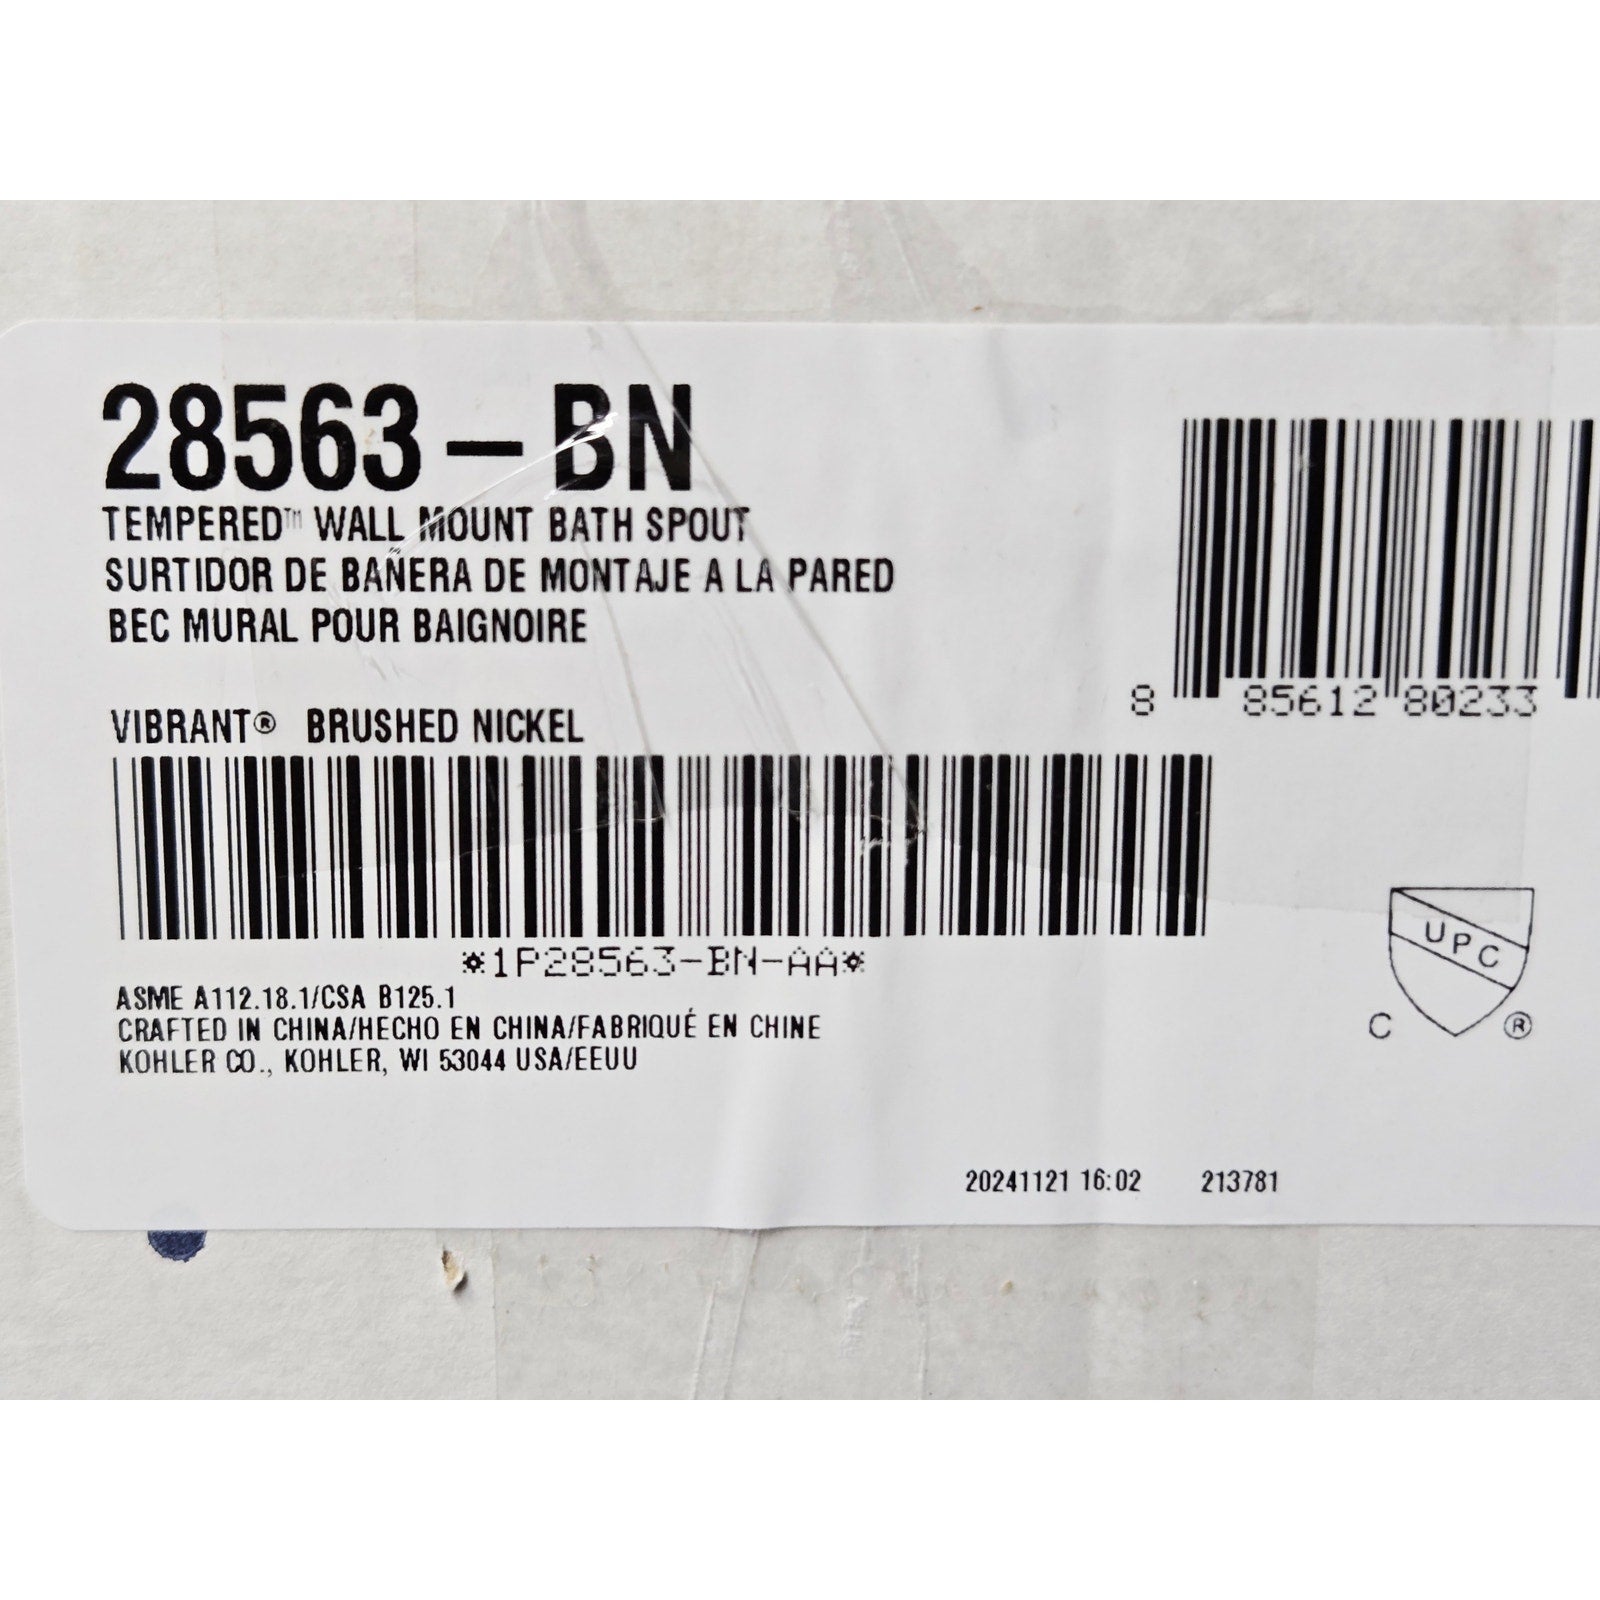 28563-BN
TEMPERED™ WALL MOUNT BATH SPOUT
SURTIDOR DE BAÑERA DE MONTAJE A LA PARED
BEC MURAL POUR BAIGNOIRE
VIBRANT® BRUSHED NICKEL
8 85612 80233
*1P28563-BN-AA*
ASME A112.18.1/CSA B125.1
CRAFTED IN CHINA/HECHO EN CHINA/FABRIQUÉ EN CHINE
KOHLER CO., KOHLER, WI 53044 USA/EEUU
UPC
C ®
20241121 16:02 213781